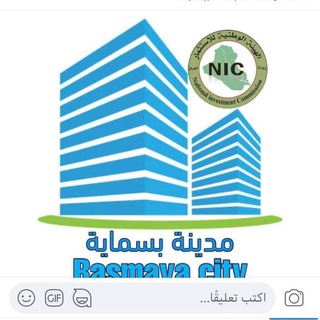 الهيئة الوطنية للاستثمار
NIC
National Investment Commission
مدينة بسماية
Basmaya city
اكتب تعليقًا...
GIF